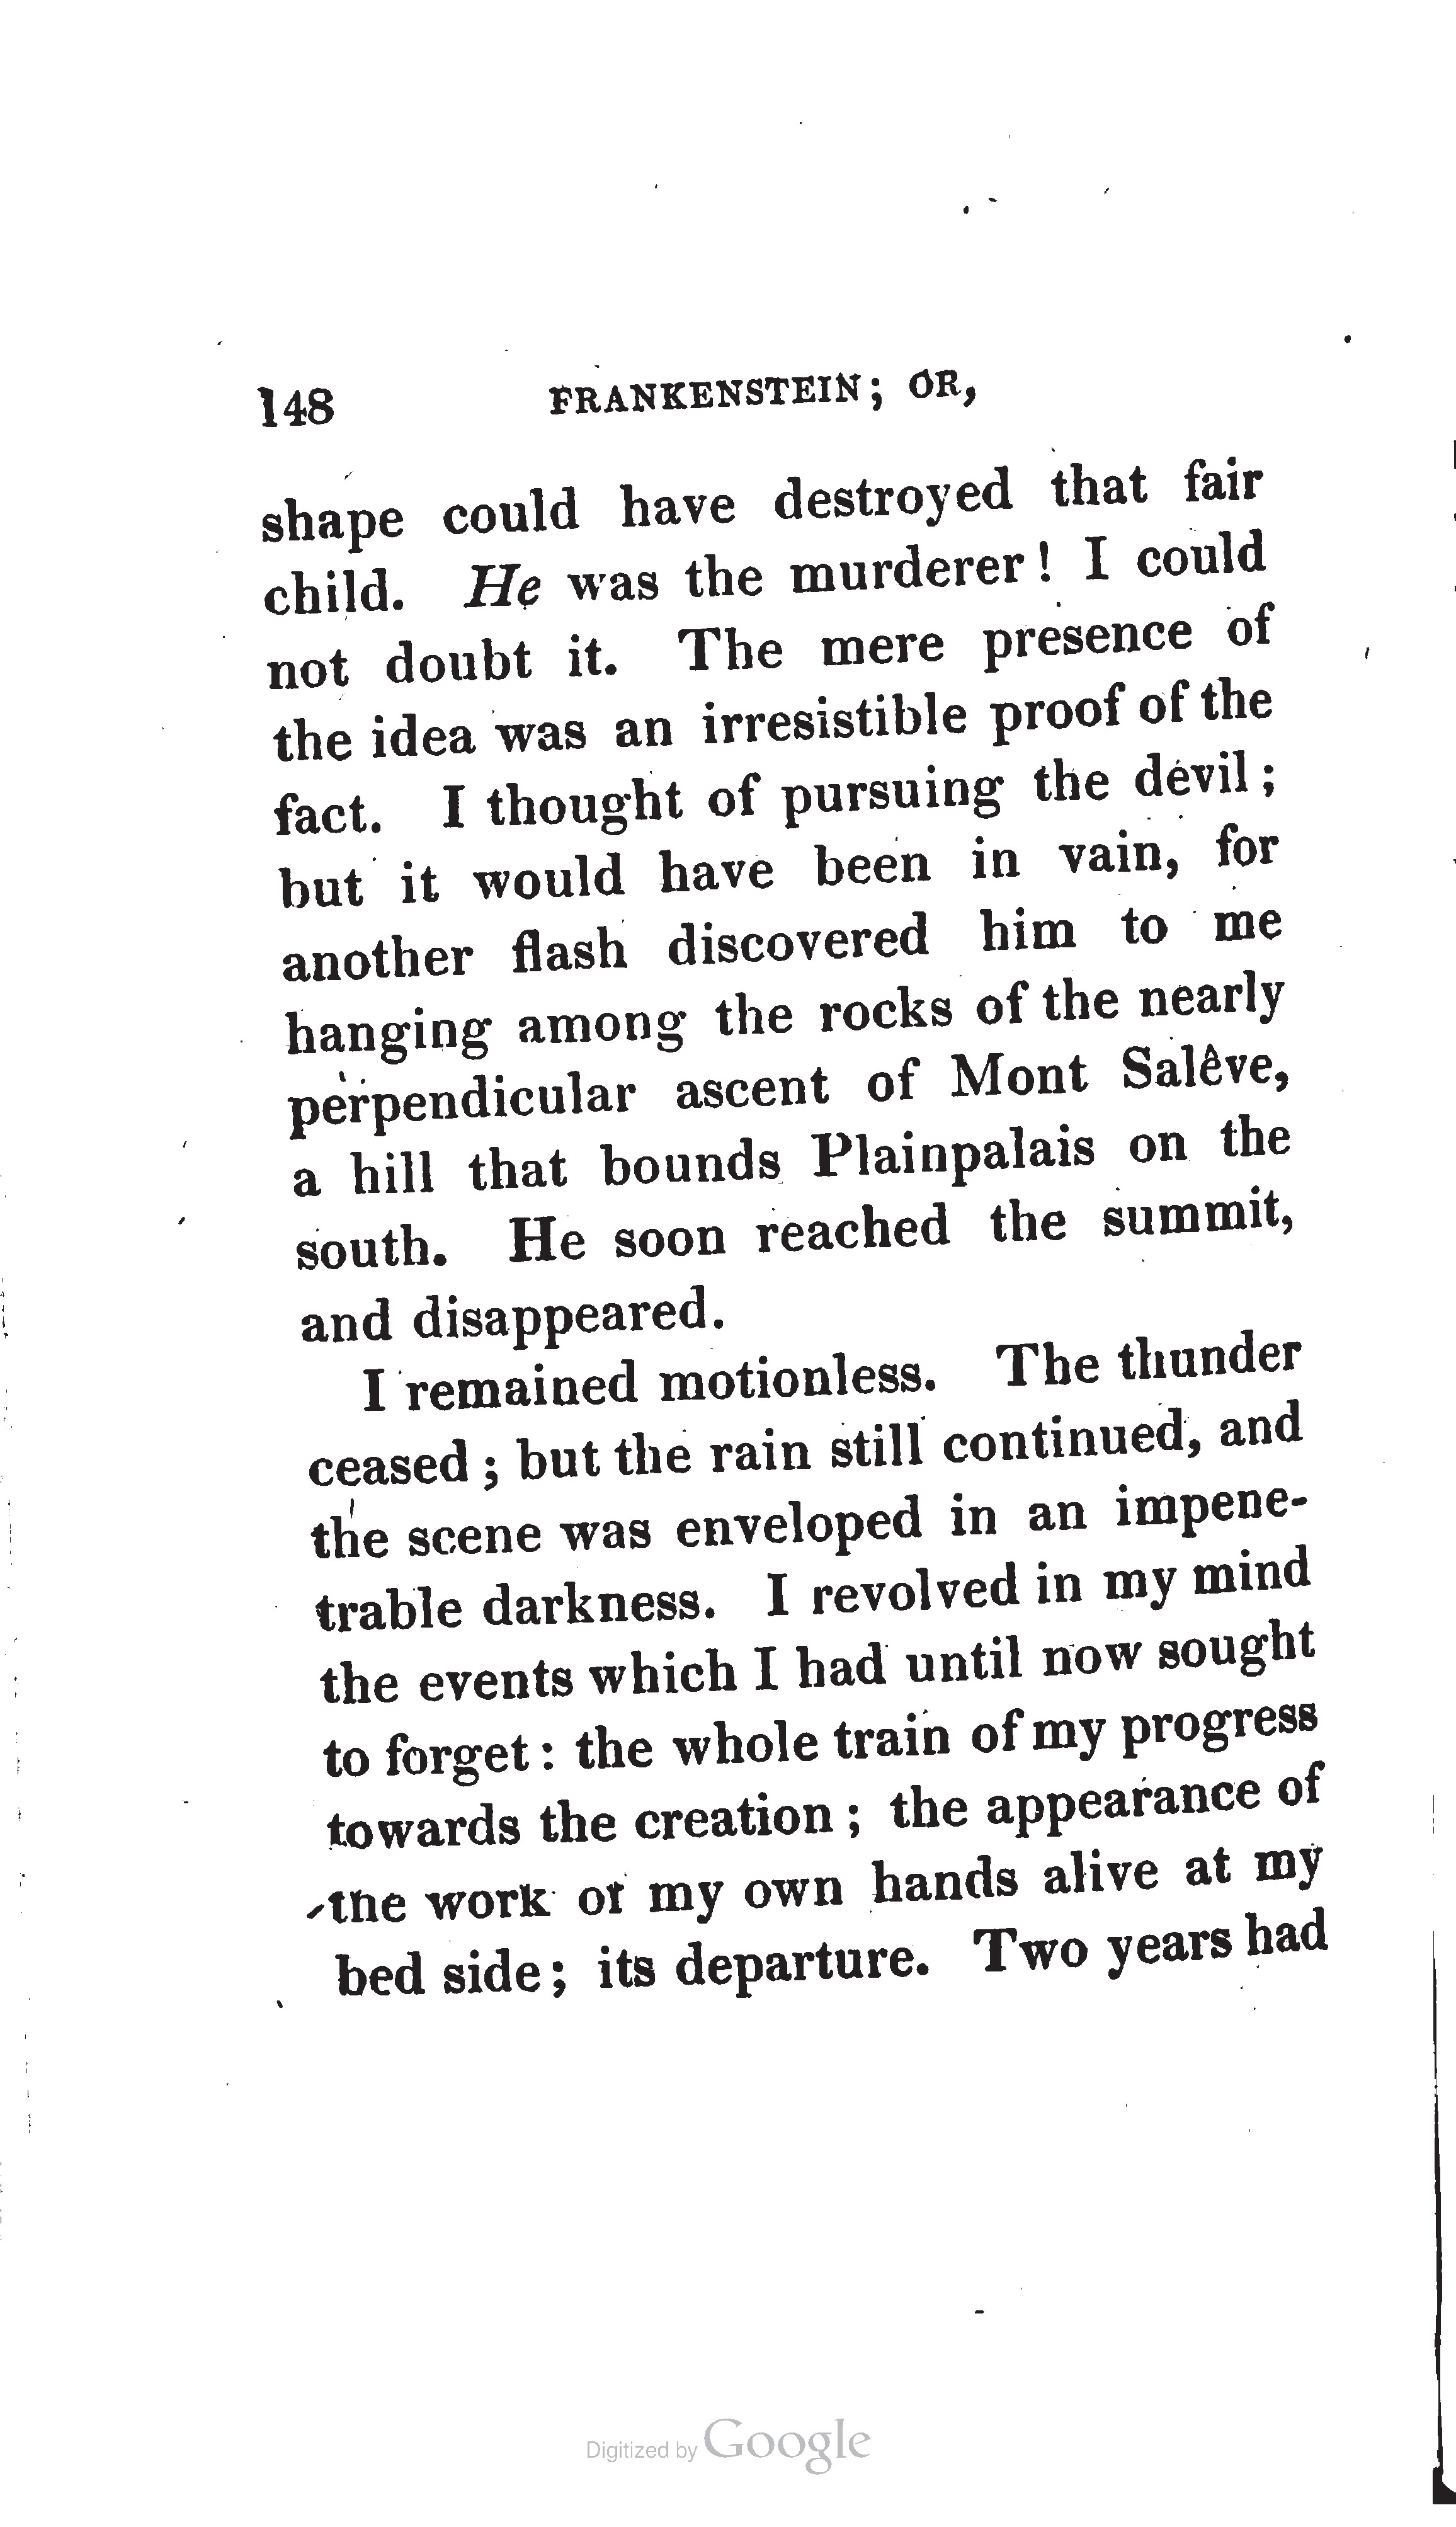 148 FRANKENSTEIN; OR,
shape could have destroyed that fair
child. He was the murderer! I could
not doubt it. The mere presence of
the idea was an irresistible proof of the
fact. I thought of pursuing the devil;
but it would have been in vain, for
another flash discovered him to me
hanging among the rocks of the nearly
perpendicular ascent of Mont Salêve,
a hill that bounds Plainpalais on the
south. He soon reached the summit,
and disappeared.
I remained motionless. The thunder
ceased; but the rain still continued, and
the scene was enveloped in an impene-
trable darkness. I revolved in my mind
the events which I had until now sought
to forget: the whole train of my progress
towards the creation; the appearance of
the work of my own hands alive at my
bed side; its departure. Two years had
Digitized by Google